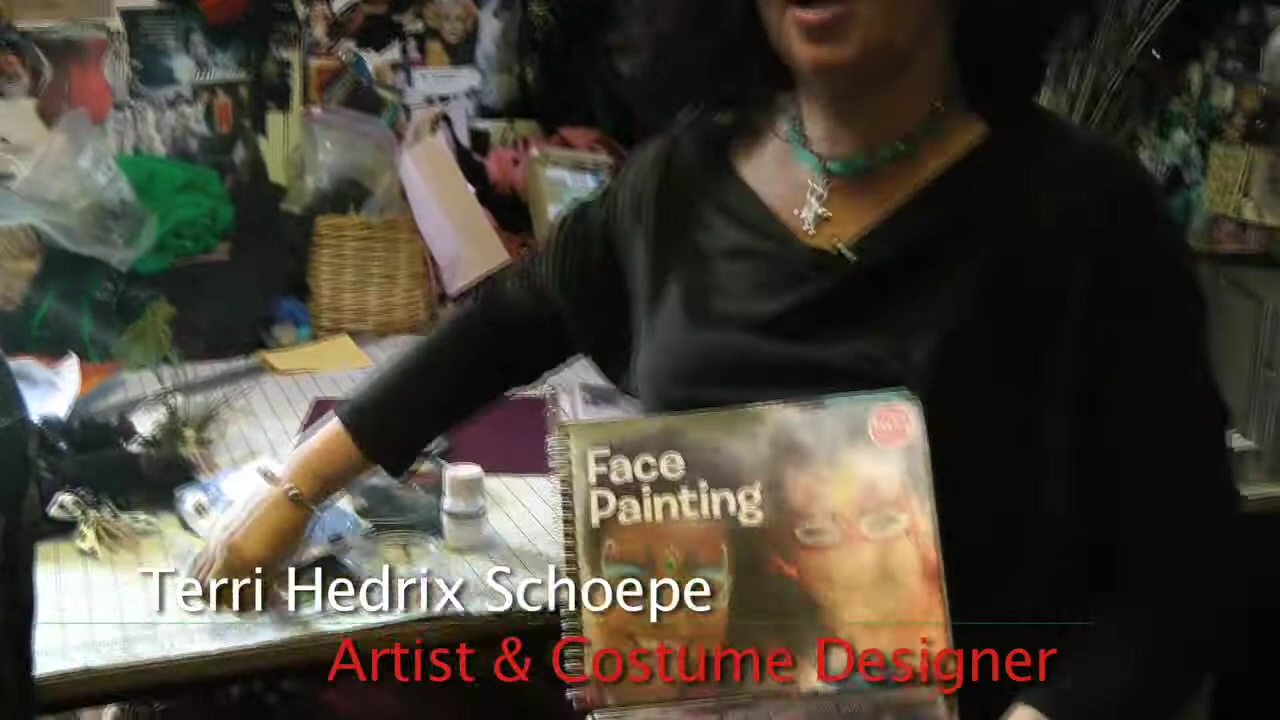 Face
Painting
Terri Hedrix Schoepe
Artist & Costume Designer